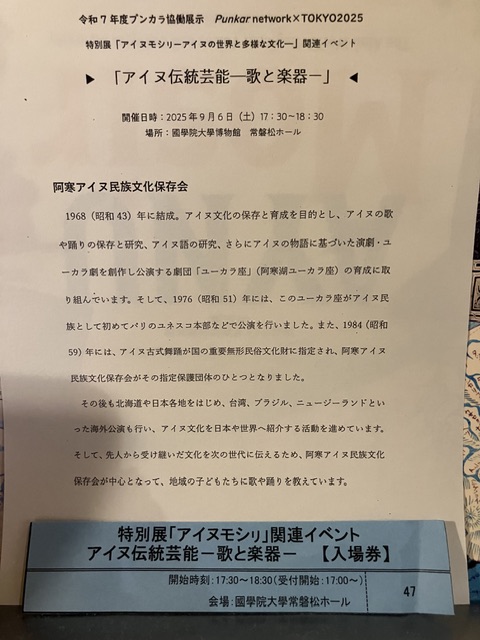 令和７年度プンカラ協働展示　Punkar network×TOKYO2025
特別展「アイヌモシㇼーアイヌの世界と多様な文化ー」関連イベント
▶ 「アイヌ伝統芸能―歌と楽器－」 ◀
開催日時：2025年9月6日（土）17：30～18：30
場所：國學院大學博物館　常磐松ホール
阿寒アイヌ民族文化保存会
1968（昭和43）年に結成。アイヌ文化の保存と育成を目的とし、アイヌの歌
や踊りの保存と研究、アイヌ語の研究、さらにアイヌの物語に基づいた演劇・ユ
ーカラ劇を創作し公演する劇団「ユーカラ座」（阿寒湖ユーカラ座）の育成に取
り組んでいます。そして、1976（昭和51）年には、このユーカラ座がアイヌ民
族として初めてパリのユネスコ本部などで公演を行いました。また、1984（昭和
59）年には、アイヌ古式舞踊が国の重要無形民俗文化財に指定され、阿寒アイヌ
民族文化保存会がその指定保護団体のひとつとなりました。
その後も北海道や日本各地をはじめ、台湾、ブラジル、ニュージーランドとい
った海外公演も行い、アイヌ文化を日本や世界へ紹介する活動を進めています。
そして、先人から受け継いだ文化を次の世代に伝えるため、阿寒アイヌ民族文化
保存会が中心となって、地域の子どもたちに歌や踊りを教えています。
特別展「アイヌモシㇼ」関連イベント
アイヌ伝統芸能－歌と楽器－　【入場券】
開始時刻：17:30～18:30（受付開始：17:00～）
47
会場：國學院大學常磐松ホール